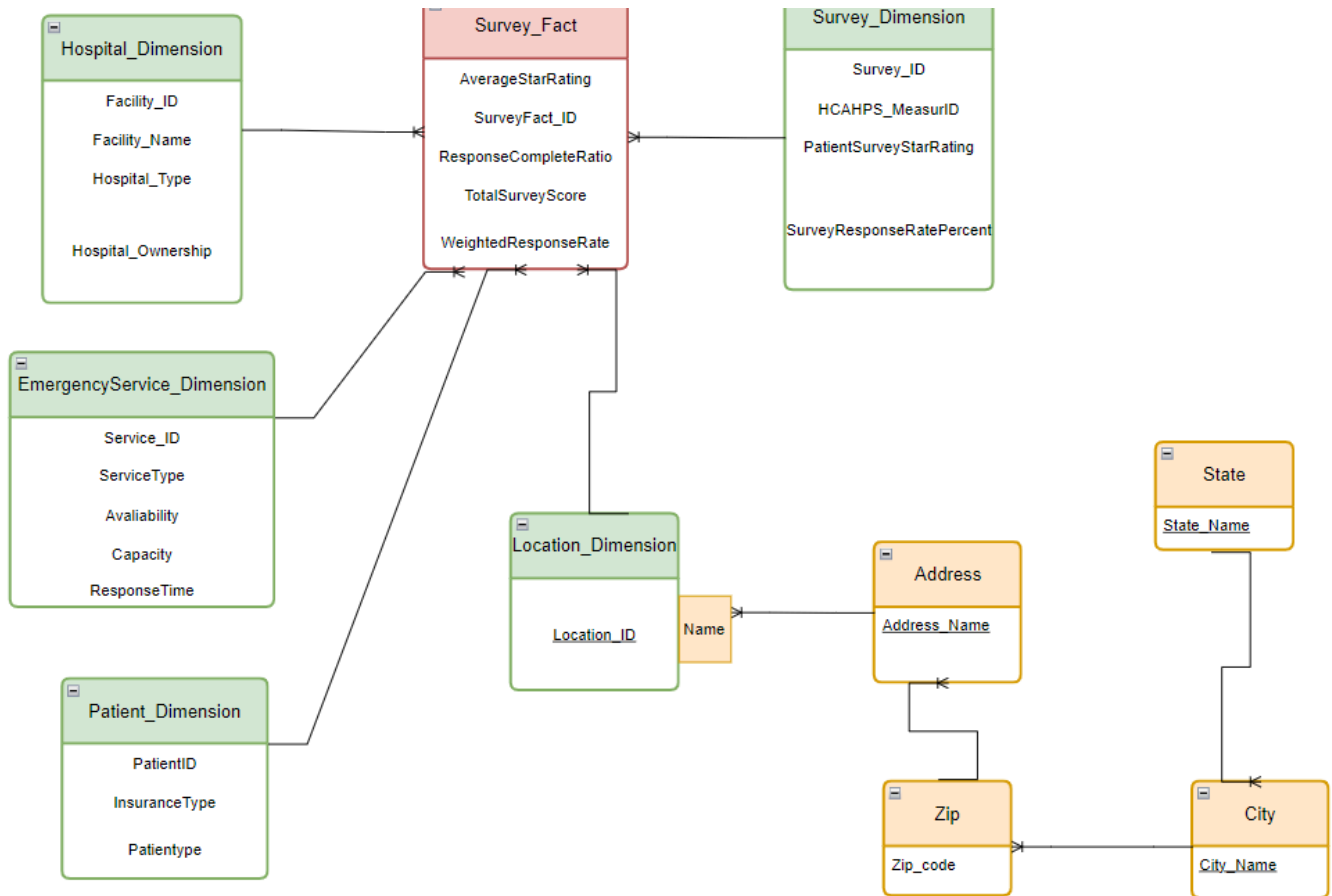 Hospital_Dimension
Facility_ID
Facility_Name
Hospital_Type
Hospital_Ownership
Survey_Fact
AverageStarRating
SurveyFact_ID
ResponseCompleteRatio
TotalSurveyScore
WeightedResponseRate
Survey_Dimension
Survey_ID
HCAHPS_MeasurID
PatientSurveyStarRating
SurveyResponseRatePercent
EmergencyService_Dimension
Service_ID
ServiceType
Avaliability
Capacity
ResponseTime
Patient_Dimension
PatientID
InsuranceType
Patientype
Location_Dimension
Location_ID
Name
Address
Address_Name
State
State_Name
Zip
Zip_code
City
City_Name